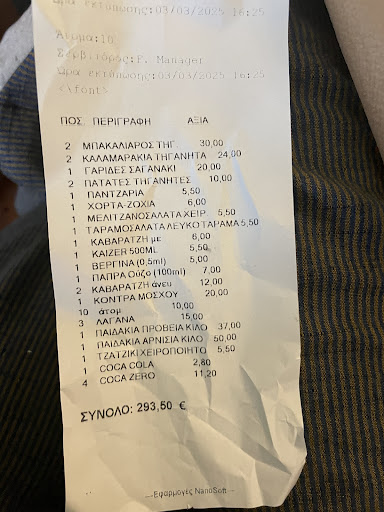 Ώρα εκτύπωσης:03/03/2025 16:25
Άτομα:10
Σερβιτόρος:P. Manager
Ώρα εκτύπωσης:03/03/2025 16:25
<\font>
ΠΟΣ ΠΕΡΙΓΡΑΦΗ ΑΞΙΑ
2 ΜΠΑΚΑΛΙΑΡΟΣ ΤΗΓ 30,00
2 ΚΑΛΑΜΑΡΑΚΙΑ ΤΗΓΑΝΗΤΑ 24,00
1 ΓΑΡΙΔΕΣ ΣΑΓΑΝΑΚΙ 20,00
2 ΠΑΤΑΤΕΣ ΤΗΓΑΝΗΤΕΣ 10,00
1 ΠΑΝΤΖΑΡΙΑ 5,50
1 ΧΟΡΤΑ-ΖΟΧΙΑ 6,00
1 ΜΕΛΙΤΖΑΝΟΣΑΛΑΤΑ ΧΕΙΡ 5,50
1 ΤΑΡΑΜΟΣΑΛΑΤΑ ΛΕΥΚΟ ΤΑΡΑΜΑ 5,50
1 ΚΑΒΑΡΑΤΖΗ με 6,00
1 KAIZER 500ML 5,50
1 ΒΕΡΓΙΝΑ (0,5ml) 5,00
1 ΠΑΠΡΑ Ούζο (100ml) 7,00
2 ΚΑΒΑΡΑΤΖΗ άνευ 12,00
1 ΚΟΝΤΡΑ ΜΟΣΧΟΥ 20,00
10 άτομ 10,00
3 ΛΑΓΑΝΑ 15,00
1 ΠΑΙΔΑΚΙΑ ΠΡΟΒΕΙΑ ΚΙΛΟ 37,00
1 ΠΑΙΔΑΚΙΑ ΑΡΝΙΣΙΑ ΚΙΛΟ 50,00
1 ΤΖΑΤΖΙΚΙ ΧΕΙΡΟΠΟΙΗΤΟ 5,50
1 COCA COLA 2,80
4 COCA ZERO 11,20
ΣΥΝΟΛΟ: 293,50 €
---Εφαρμογές NanoSoft---